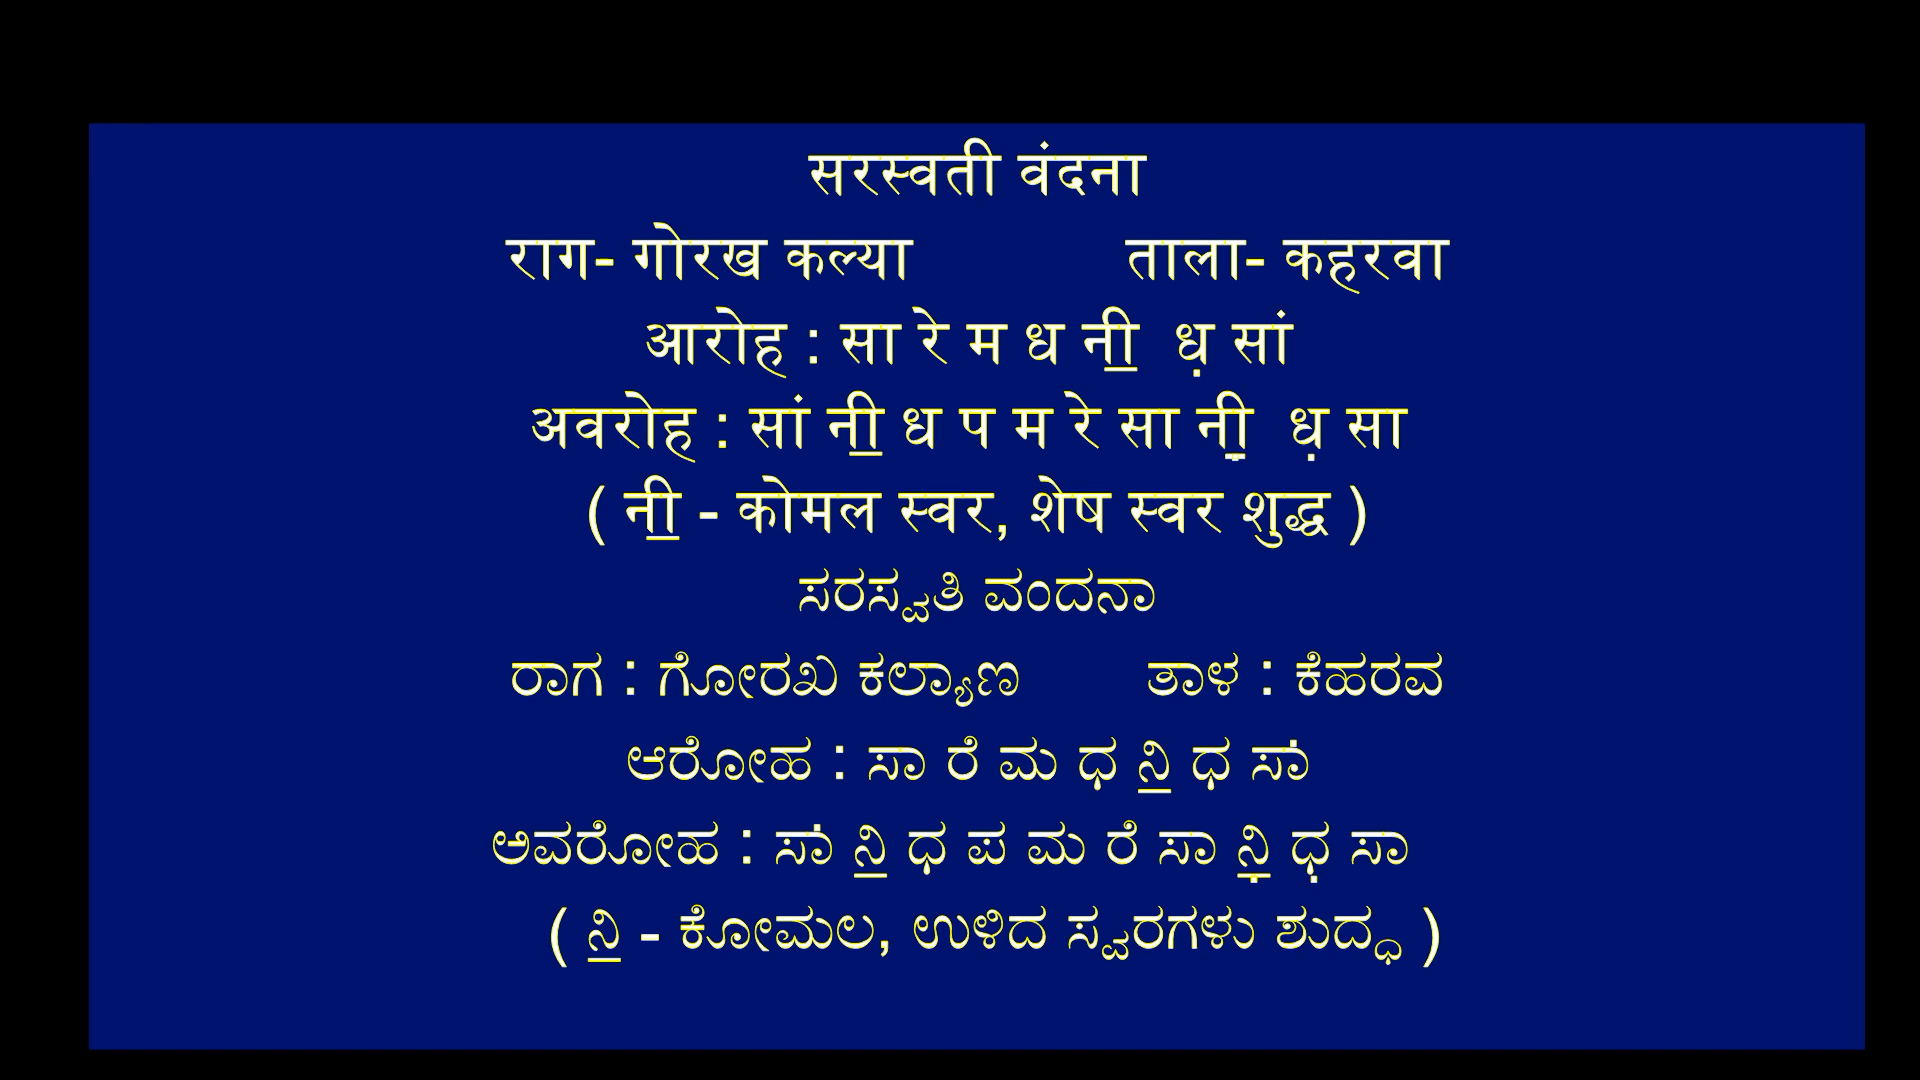 सरस्वती वंदना
राग- गोरख कल्या ताला- कहरवा
आरोह : सा रे म ध नी॒ ध़ सां
अवरोह : सां नी॒ ध प म रे सा नी़॒ ध़ सा
( नी॒ - कोमल स्वर, शेष स्वर शुद्ध )
ಸರಸ್ವತಿ ವಂದನಾ
ರಾಗ : ಗೋರಖ ಕಲ್ಯಾಣ ತಾಳ : ಕೆಹರವ
ಆರೋಹ : ಸಾ ರೆ ಮ ಧ ನಿ॒ ಧ ಸಾ̇
ಅವರೋಹ : ಸಾ̇ ನಿ॒ ಧ ಪ ಮ ರೆ ಸಾ ನಿ़॒ ಧ಼ ಸಾ
( ನಿ॒ - ಕೋಮಲ, ಉಳಿದ ಸ್ವರಗಳು ಶುದ್ಧ )